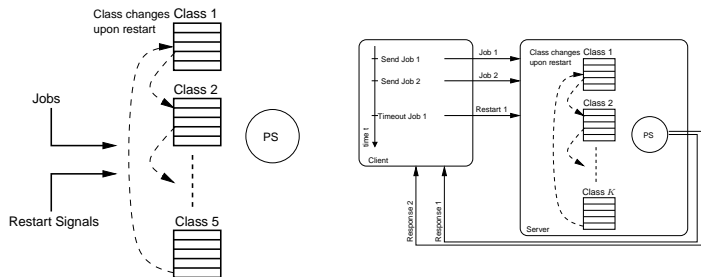 Class changes
upon restart
Class 1
Class 2
Jobs
PS
Restart Signals
Class 5
Send Job 1
Send Job 2
Timeout Job 1
time t
Client
Job 1
Job 2
Restart 1
Class changes
upon restart
Class 1
Class 2
PS
Class K
Server
Response 2
Response 1